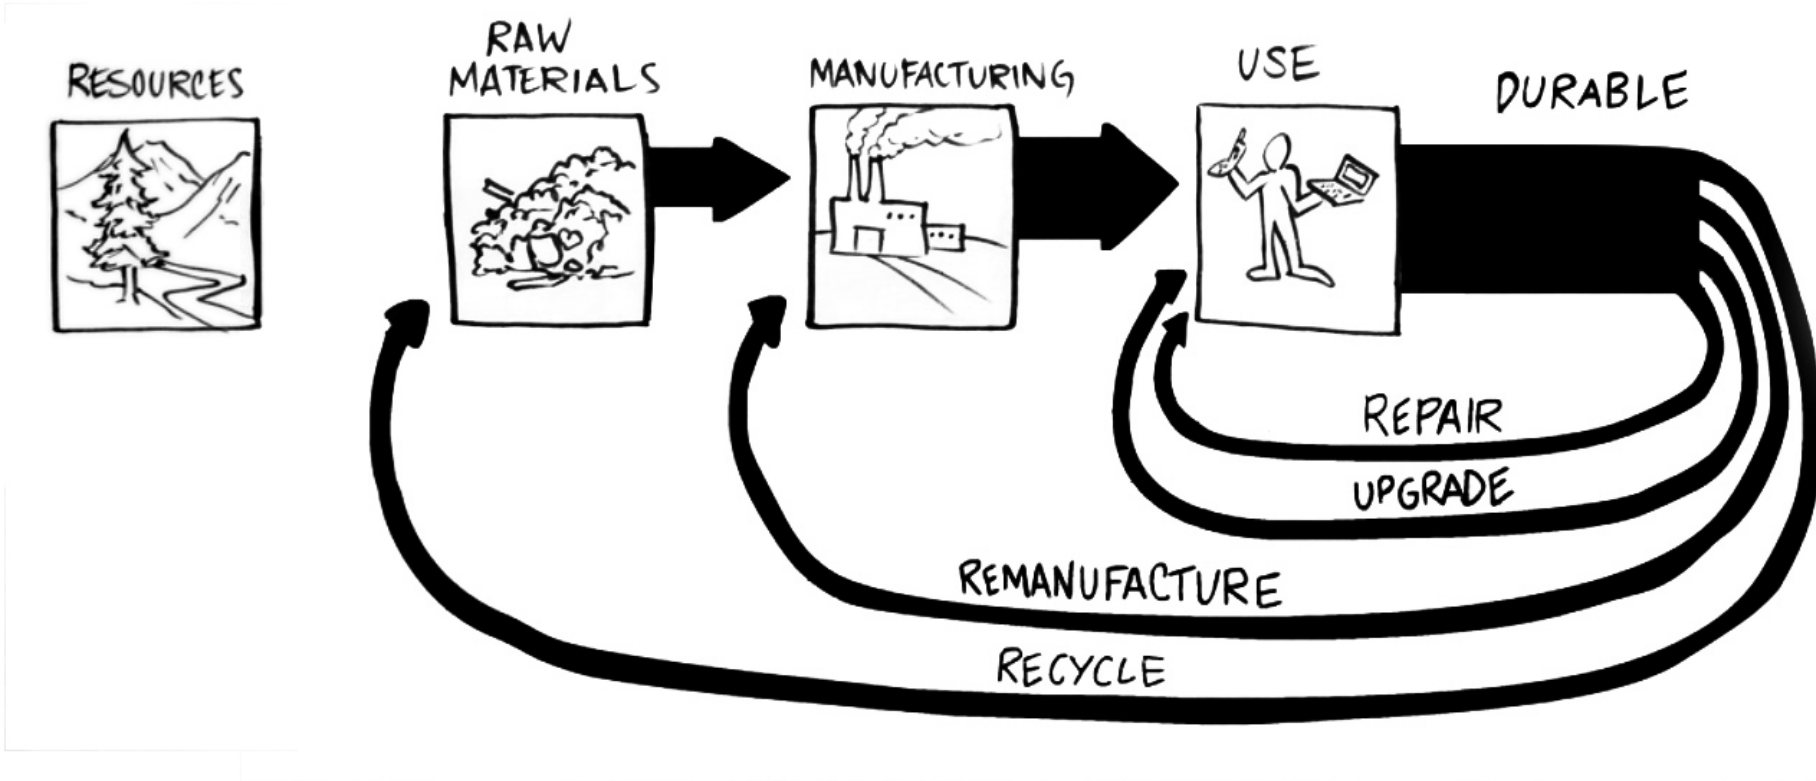 RESOURCES
RAW
MATERIALS
MANUFACTURING
USE
DURABLE
REPAIR
UPGRADE
REMANUFACTURE
RECYCLE